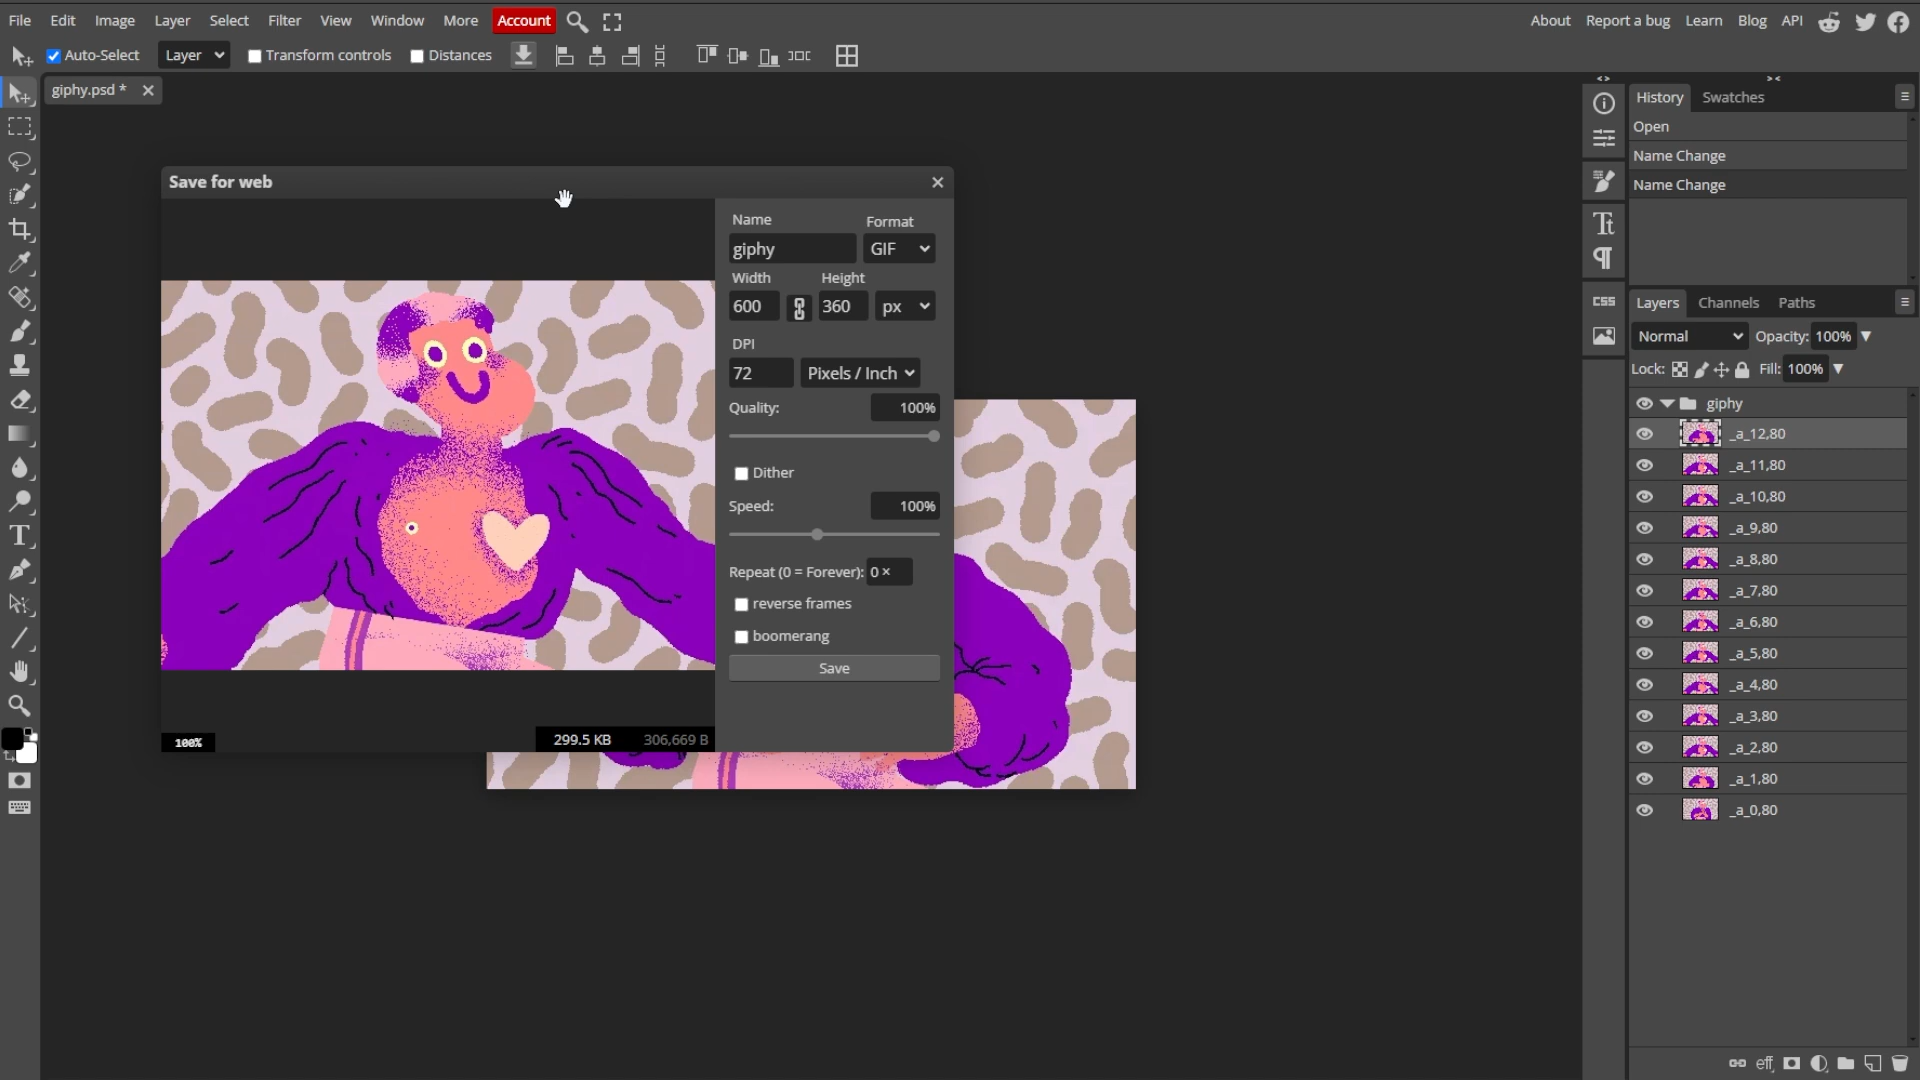 File Edit Image Layer Select Filter View Window More Account About Report a bug Learn Blog API
Auto-Select Layer Transform controls Distances
giphy.psd *
History Swatches
Open
Name Change
Name Change
Save for web
Name Format
giphy GIF
Width Height
600 360 px
DPI
72 Pixels / Inch
Quality: 100%
Dither
Speed: 100%
Repeat (0 = Forever): 0 ×
reverse frames
boomerang
Save
100% 299.5 KB 306,669 B
Tt
¶
CSS
Layers Channels Paths
Normal Opacity: 100%
Lock: Fill: 100%
giphy
_a_12,80
_a_11,80
_a_10,80
_a_9,80
_a_8,80
_a_7,80
_a_6,80
_a_5,80
_a_4,80
_a_3,80
_a_2,80
_a_1,80
_a_0,80
eff